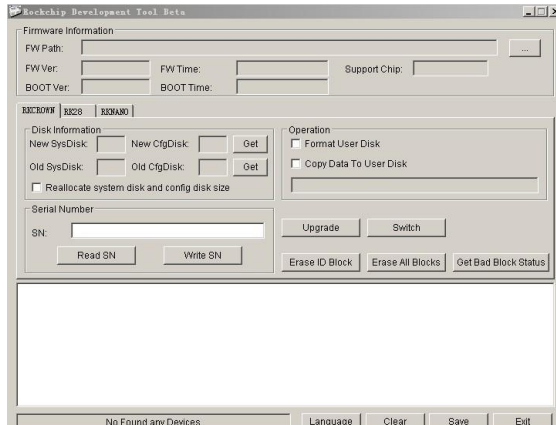 Rockchip Development Tool Beta
Firmware Information
FW Path:
...
FW Ver: FW Time: Support Chip:
BOOT Ver: BOOT Time:
RKCROWN RK28 RKNANO
Disk Information
New SysDisk: New CfgDisk: Get
Old SysDisk: Old CfgDisk: Get
Reallocate system disk and config disk size
Operation
Format User Disk
Copy Data To User Disk
Serial Number
SN:
Read SN Write SN
Upgrade Switch
Erase ID Block Erase All Blocks Get Bad Block Status
No Found any Devices Language Clear Save Exit